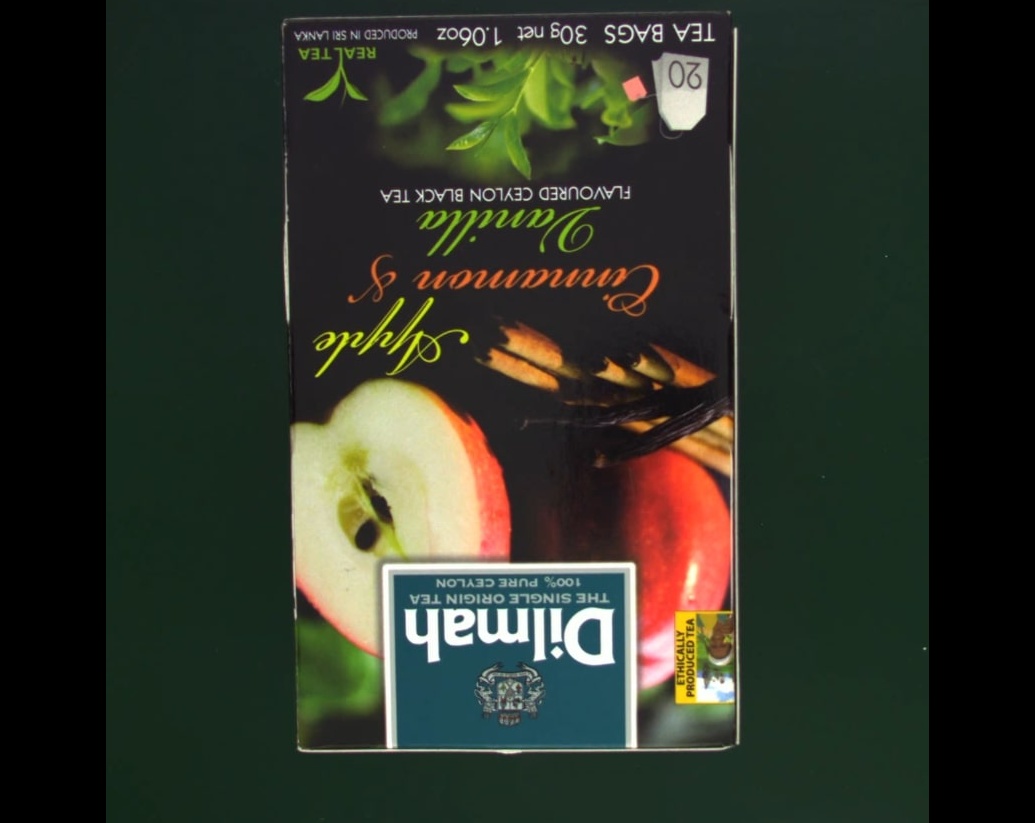 Dilmah
THE SINGLE ORIGIN TEA
100% PURE CEYLON
ETHICALLY
PRODUCED TEA
Apple
Cinnamon &
Vanilla
FLAVOURED CEYLON BLACK TEA
20
REAL TEA
TEA BAGS 30g net 1.06oz
PRODUCED IN SRI LANKA